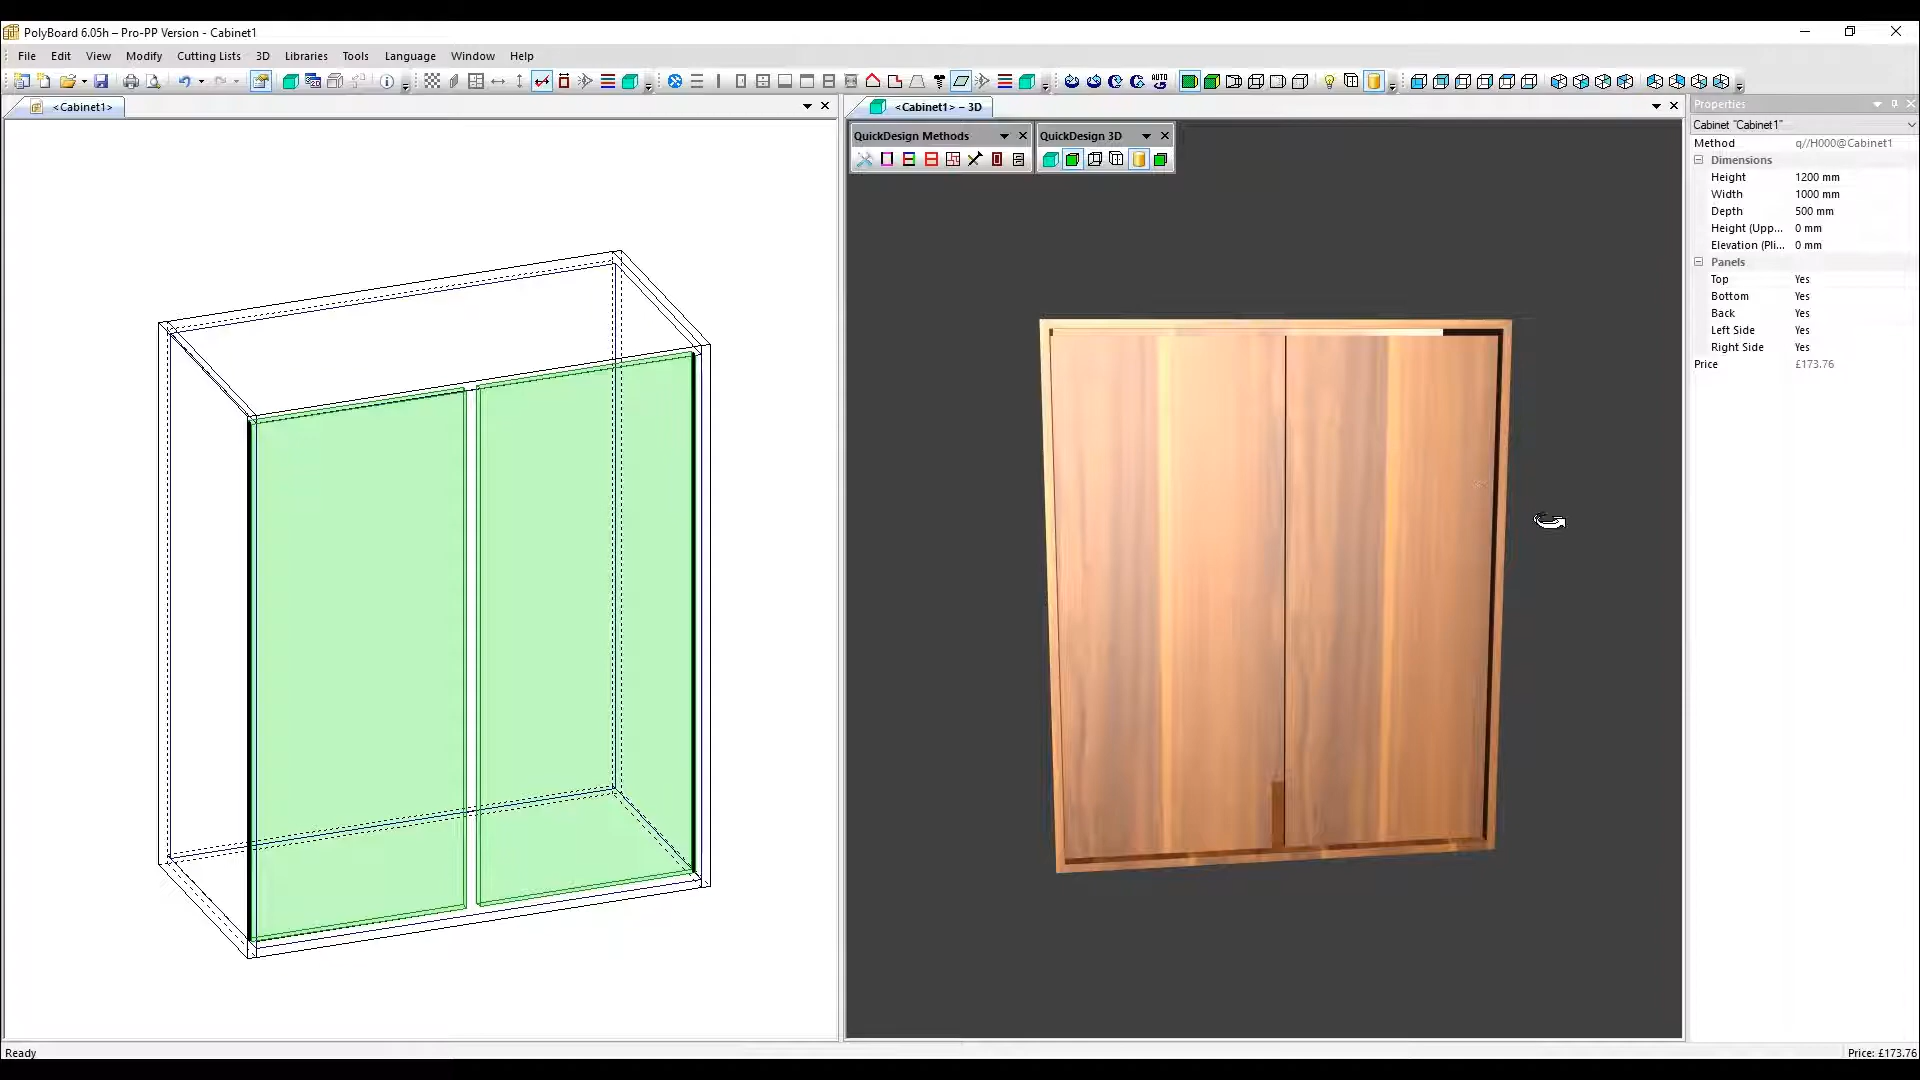 PolyBoard 6.05h – Pro-PP Version - Cabinet1
File Edit View Modify Cutting Lists 3D Libraries Tools Language Window Help
AUTO
<Cabinet1>
<Cabinet1> – 3D
Properties
QuickDesign Methods
QuickDesign 3D
Cabinet "Cabinet1"
Method q//H000@Cabinet1
Dimensions
Height 1200 mm
Width 1000 mm
Depth 500 mm
Height (Upp... 0 mm
Elevation (Pli... 0 mm
Panels
Top Yes
Bottom Yes
Back Yes
Left Side Yes
Right Side Yes
Price £173.76
Ready
Price: £173.76